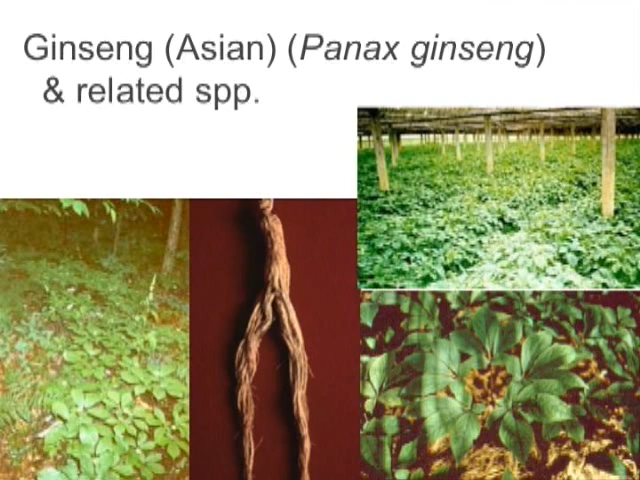 Ginseng (Asian) (Panax ginseng)
& related spp.